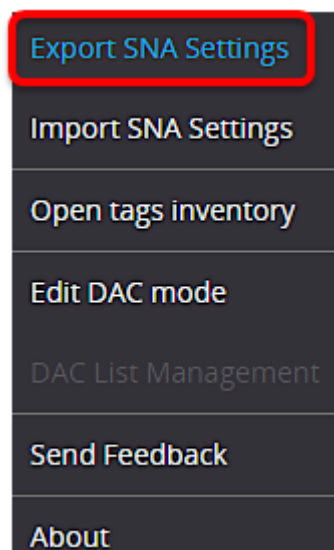 Export SNA Settings
Import SNA Settings
Open tags inventory
Edit DAC mode
DAC List Management
Send Feedback
About